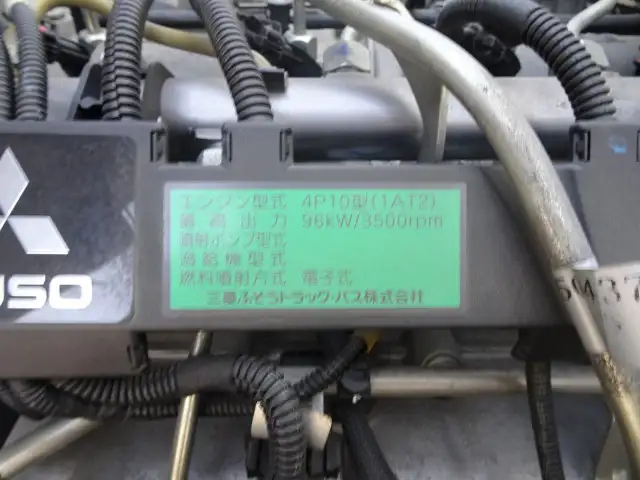 エンジン型式 4P10型(1AT2)
最高出力 96kW/3500rpm
噴射ポンプ型式
過給機型式
燃料噴射方式 電子式
三菱ふそうトラック・バス株式会社
USO
5M37